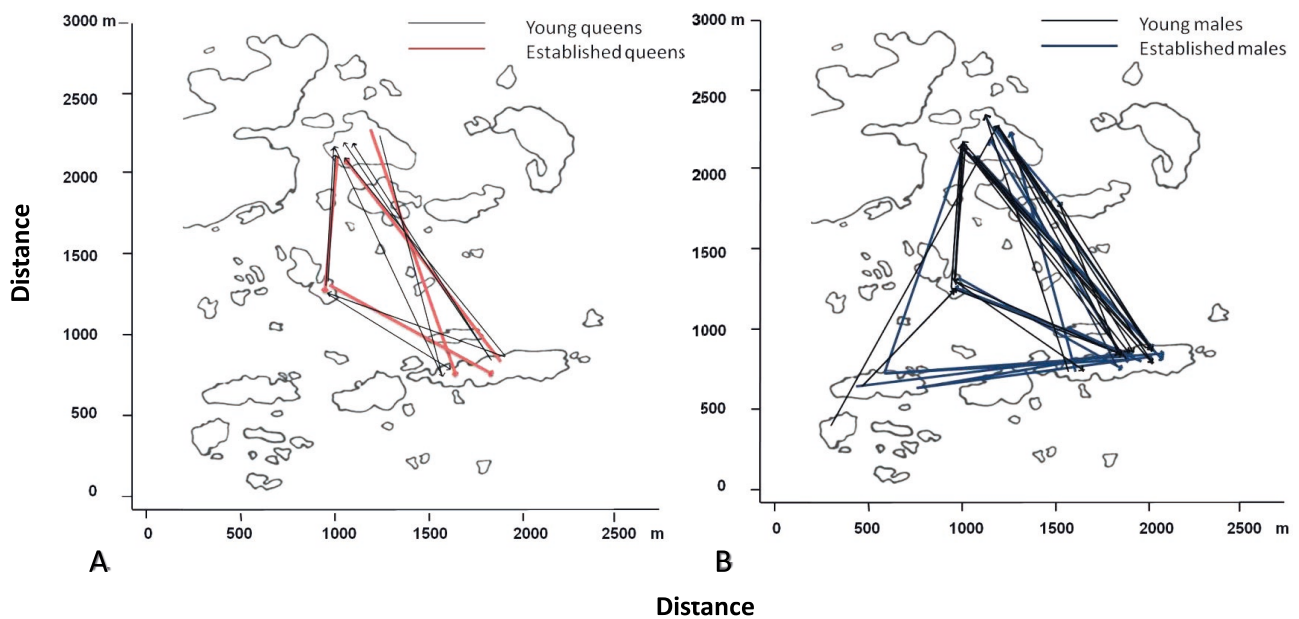 3000 m
2500
2000
1500
1000
500
0
Distance
Young queens
Established queens
0 500 1000 1500 2000 2500 m
A
3000 m
2500
2000
1500
1000
500
0
Young males
Established males
0 500 1000 1500 2000 2500 m
B
Distance